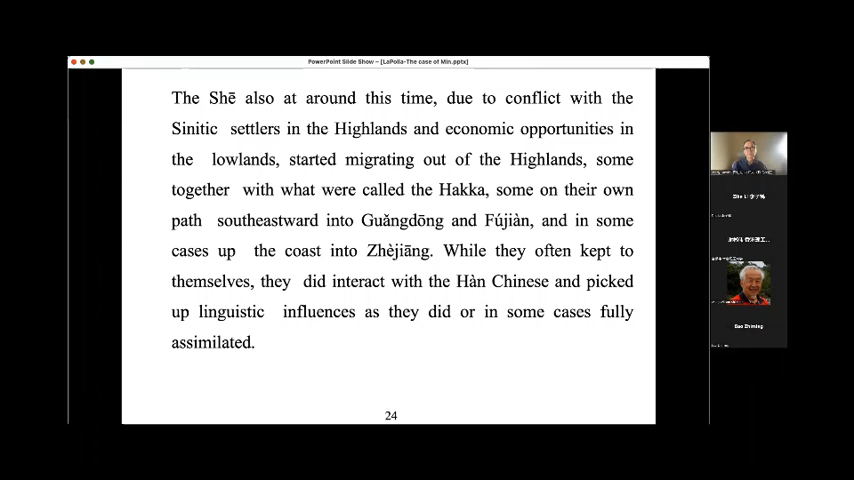 PowerPoint Slide Show – [LaPolla-The case of Min.pptx]
The Shē also at around this time, due to conflict with the
Sinitic settlers in the Highlands and economic opportunities in
the lowlands, started migrating out of the Highlands, some
together with what were called the Hakka, some on their own
path southeastward into Guǎngdōng and Fújiàn, and in some
cases up the coast into Zhèjiāng. While they often kept to
themselves, they did interact with the Hàn Chinese and picked
up linguistic influences as they did or in some cases fully
assimilated.
24
Bao Zhiming